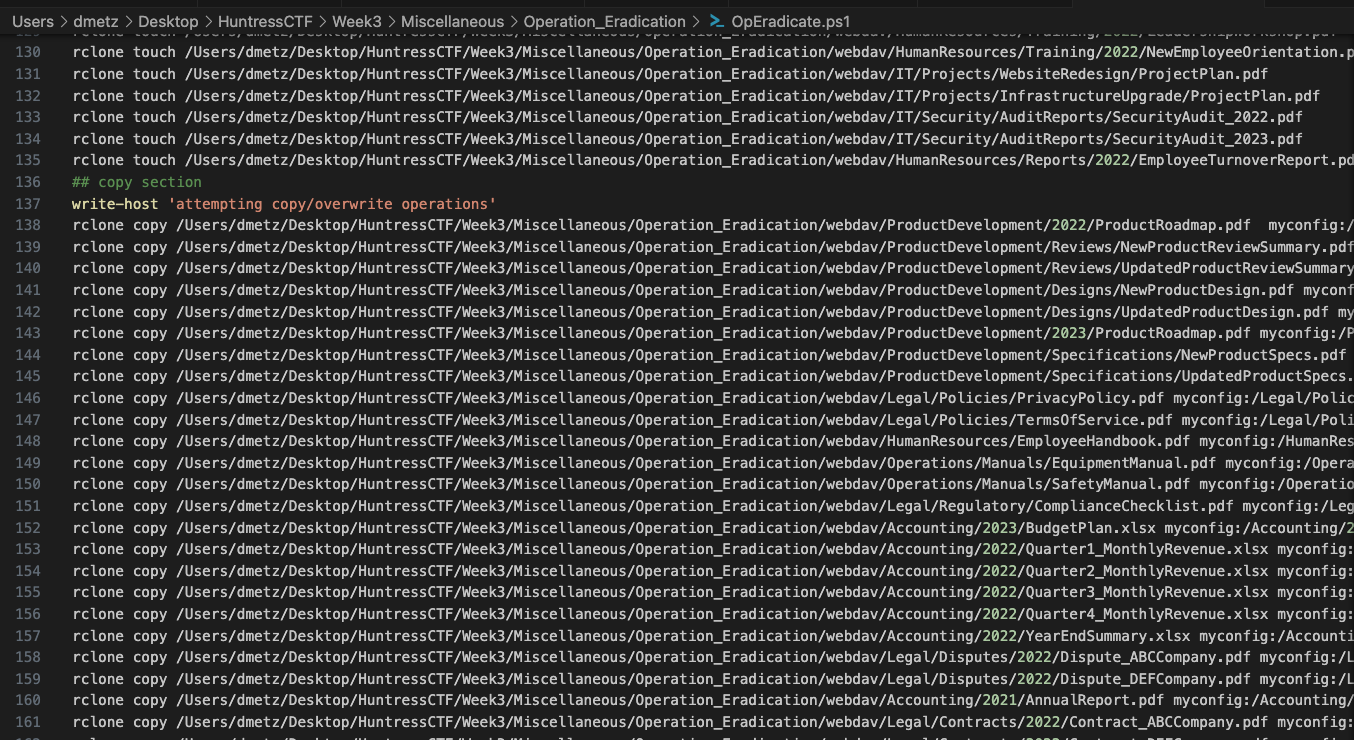 Users > dmetz > Desktop > HuntressCTF > Week3 > Miscellaneous > Operation_Eradication > OpEradicate.ps1
130 rclone touch /Users/dmetz/Desktop/HuntressCTF/Week3/Miscellaneous/Operation_Eradication/webdav/HumanResources/Training/2022/NewEmployeeOrientation.p
131 rclone touch /Users/dmetz/Desktop/HuntressCTF/Week3/Miscellaneous/Operation_Eradication/webdav/IT/Projects/WebsiteRedesign/ProjectPlan.pdf
132 rclone touch /Users/dmetz/Desktop/HuntressCTF/Week3/Miscellaneous/Operation_Eradication/webdav/IT/Projects/InfrastructureUpgrade/ProjectPlan.pdf
133 rclone touch /Users/dmetz/Desktop/HuntressCTF/Week3/Miscellaneous/Operation_Eradication/webdav/IT/Security/AuditReports/SecurityAudit_2022.pdf
134 rclone touch /Users/dmetz/Desktop/HuntressCTF/Week3/Miscellaneous/Operation_Eradication/webdav/IT/Security/AuditReports/SecurityAudit_2023.pdf
135 rclone touch /Users/dmetz/Desktop/HuntressCTF/Week3/Miscellaneous/Operation_Eradication/webdav/HumanResources/Reports/2022/EmployeeTurnoverReport.pd
136 ## copy section
137 write-host 'attempting copy/overwrite operations'
138 rclone copy /Users/dmetz/Desktop/HuntressCTF/Week3/Miscellaneous/Operation_Eradication/webdav/ProductDevelopment/2022/ProductRoadmap.pdf  myconfig:/
139 rclone copy /Users/dmetz/Desktop/HuntressCTF/Week3/Miscellaneous/Operation_Eradication/webdav/ProductDevelopment/Reviews/NewProductReviewSummary.pdf
140 rclone copy /Users/dmetz/Desktop/HuntressCTF/Week3/Miscellaneous/Operation_Eradication/webdav/ProductDevelopment/Reviews/UpdatedProductReviewSummary
141 rclone copy /Users/dmetz/Desktop/HuntressCTF/Week3/Miscellaneous/Operation_Eradication/webdav/ProductDevelopment/Designs/NewProductDesign.pdf myconf
142 rclone copy /Users/dmetz/Desktop/HuntressCTF/Week3/Miscellaneous/Operation_Eradication/webdav/ProductDevelopment/Designs/UpdatedProductDesign.pdf my
143 rclone copy /Users/dmetz/Desktop/HuntressCTF/Week3/Miscellaneous/Operation_Eradication/webdav/ProductDevelopment/2023/ProductRoadmap.pdf myconfig:/P
144 rclone copy /Users/dmetz/Desktop/HuntressCTF/Week3/Miscellaneous/Operation_Eradication/webdav/ProductDevelopment/Specifications/NewProductSpecs.pdf
145 rclone copy /Users/dmetz/Desktop/HuntressCTF/Week3/Miscellaneous/Operation_Eradication/webdav/ProductDevelopment/Specifications/UpdatedProductSpecs.
146 rclone copy /Users/dmetz/Desktop/HuntressCTF/Week3/Miscellaneous/Operation_Eradication/webdav/Legal/Policies/PrivacyPolicy.pdf myconfig:/Legal/Polic
147 rclone copy /Users/dmetz/Desktop/HuntressCTF/Week3/Miscellaneous/Operation_Eradication/webdav/Legal/Policies/TermsOfService.pdf myconfig:/Legal/Poli
148 rclone copy /Users/dmetz/Desktop/HuntressCTF/Week3/Miscellaneous/Operation_Eradication/webdav/HumanResources/EmployeeHandbook.pdf myconfig:/HumanRes
149 rclone copy /Users/dmetz/Desktop/HuntressCTF/Week3/Miscellaneous/Operation_Eradication/webdav/Operations/Manuals/EquipmentManual.pdf myconfig:/Opera
150 rclone copy /Users/dmetz/Desktop/HuntressCTF/Week3/Miscellaneous/Operation_Eradication/webdav/Operations/Manuals/SafetyManual.pdf myconfig:/Operatio
151 rclone copy /Users/dmetz/Desktop/HuntressCTF/Week3/Miscellaneous/Operation_Eradication/webdav/Legal/Regulatory/ComplianceChecklist.pdf myconfig:/Leg
152 rclone copy /Users/dmetz/Desktop/HuntressCTF/Week3/Miscellaneous/Operation_Eradication/webdav/Accounting/2023/BudgetPlan.xlsx myconfig:/Accounting/2
153 rclone copy /Users/dmetz/Desktop/HuntressCTF/Week3/Miscellaneous/Operation_Eradication/webdav/Accounting/2022/Quarter1_MonthlyRevenue.xlsx myconfig:
154 rclone copy /Users/dmetz/Desktop/HuntressCTF/Week3/Miscellaneous/Operation_Eradication/webdav/Accounting/2022/Quarter2_MonthlyRevenue.xlsx myconfig:
155 rclone copy /Users/dmetz/Desktop/HuntressCTF/Week3/Miscellaneous/Operation_Eradication/webdav/Accounting/2022/Quarter3_MonthlyRevenue.xlsx myconfig:
156 rclone copy /Users/dmetz/Desktop/HuntressCTF/Week3/Miscellaneous/Operation_Eradication/webdav/Accounting/2022/Quarter4_MonthlyRevenue.xlsx myconfig:
157 rclone copy /Users/dmetz/Desktop/HuntressCTF/Week3/Miscellaneous/Operation_Eradication/webdav/Accounting/2022/YearEndSummary.xlsx myconfig:/Accounti
158 rclone copy /Users/dmetz/Desktop/HuntressCTF/Week3/Miscellaneous/Operation_Eradication/webdav/Legal/Disputes/2022/Dispute_ABCCompany.pdf myconfig:/L
159 rclone copy /Users/dmetz/Desktop/HuntressCTF/Week3/Miscellaneous/Operation_Eradication/webdav/Legal/Disputes/2022/Dispute_DEFCompany.pdf myconfig:/L
160 rclone copy /Users/dmetz/Desktop/HuntressCTF/Week3/Miscellaneous/Operation_Eradication/webdav/Accounting/2021/AnnualReport.pdf myconfig:/Accounting/
161 rclone copy /Users/dmetz/Desktop/HuntressCTF/Week3/Miscellaneous/Operation_Eradication/webdav/Legal/Contracts/2022/Contract_ABCCompany.pdf myconfig: